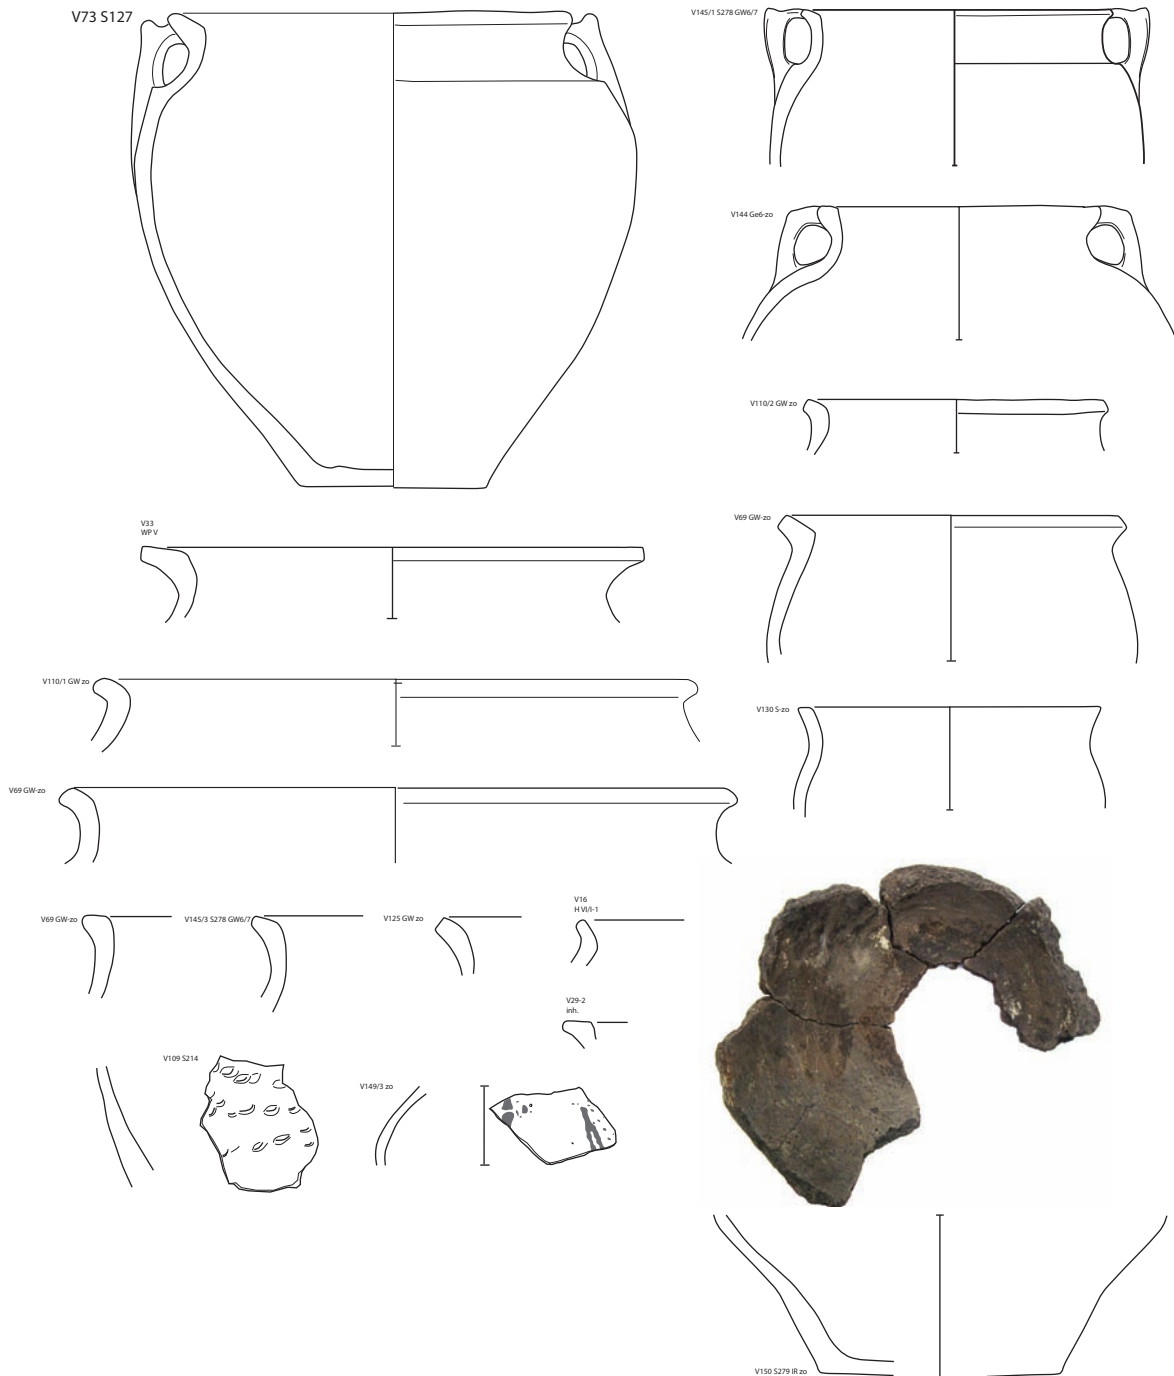 V73 S127
V145/1 S278 GW6/7
V144 Ge6-zo
V110/2 GW zo
V33
WP V
V69 GW-zo
V110/1 GW zo
V130 S-zo
V69 GW-zo
V69 GW-zo
V145/3 S278 GW6/7
V125 GW zo
V16
H VI/I-1
V29-2
inh.
V109 S214
V149/3 zo
V150 S279 IR zo